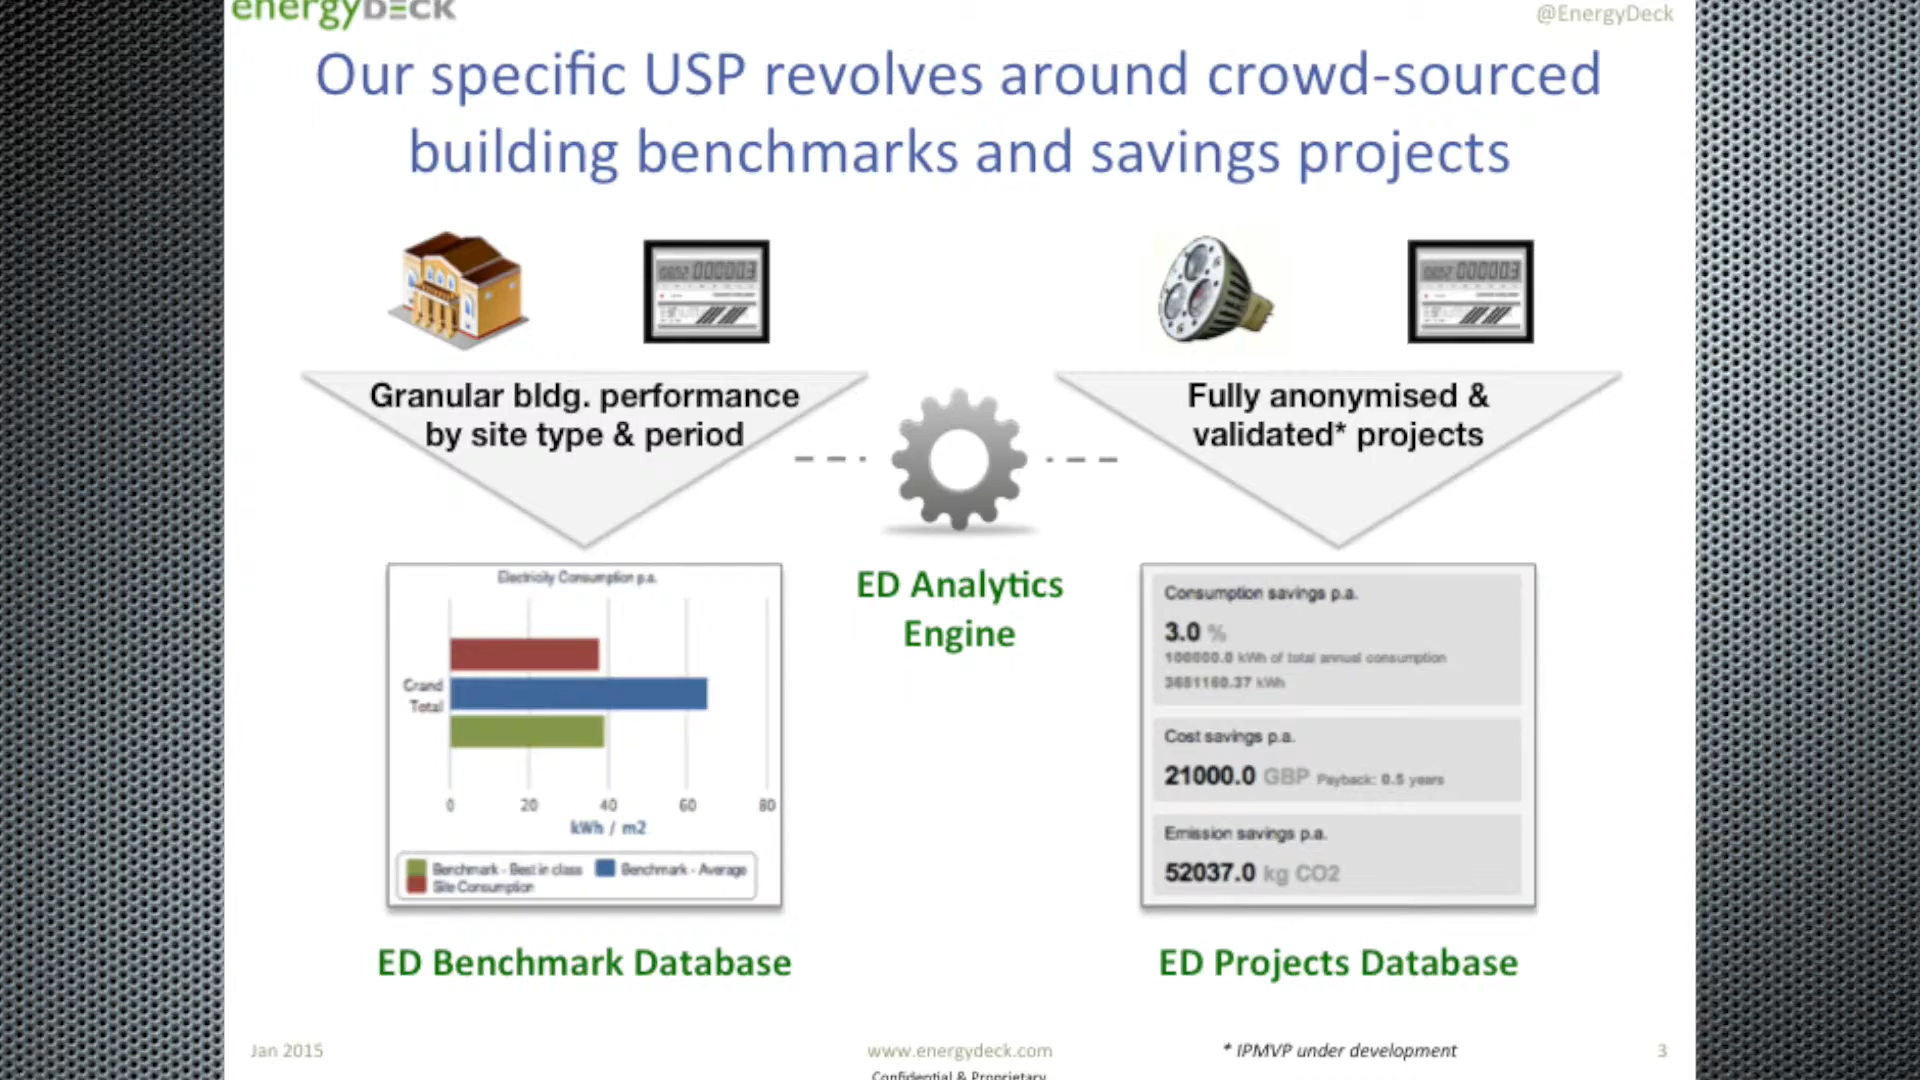 energyDECK
@EnergyDeck
Our specific USP revolves around crowd-sourced
building benchmarks and savings projects
Granular bldg. performance
by site type & period
Fully anonymised &
validated* projects
ED Analytics
Engine
Electricity Consumption p.a.
Grand
Total
0 20 40 60 80
kWh / m2
Benchmark - Best in class Benchmark - Average
Site Consumption
Consumption savings p.a.
3.0 %
100000.0 kWh of total annual consumption
3681160.37 kWh
Cost savings p.a.
21000.0 GBP Payback: 0.5 years
Emission savings p.a.
52037.0 kg CO2
ED Benchmark Database
ED Projects Database
Jan 2015
www.energydeck.com
* IPMVP under development
3
Confidential & Proprietary